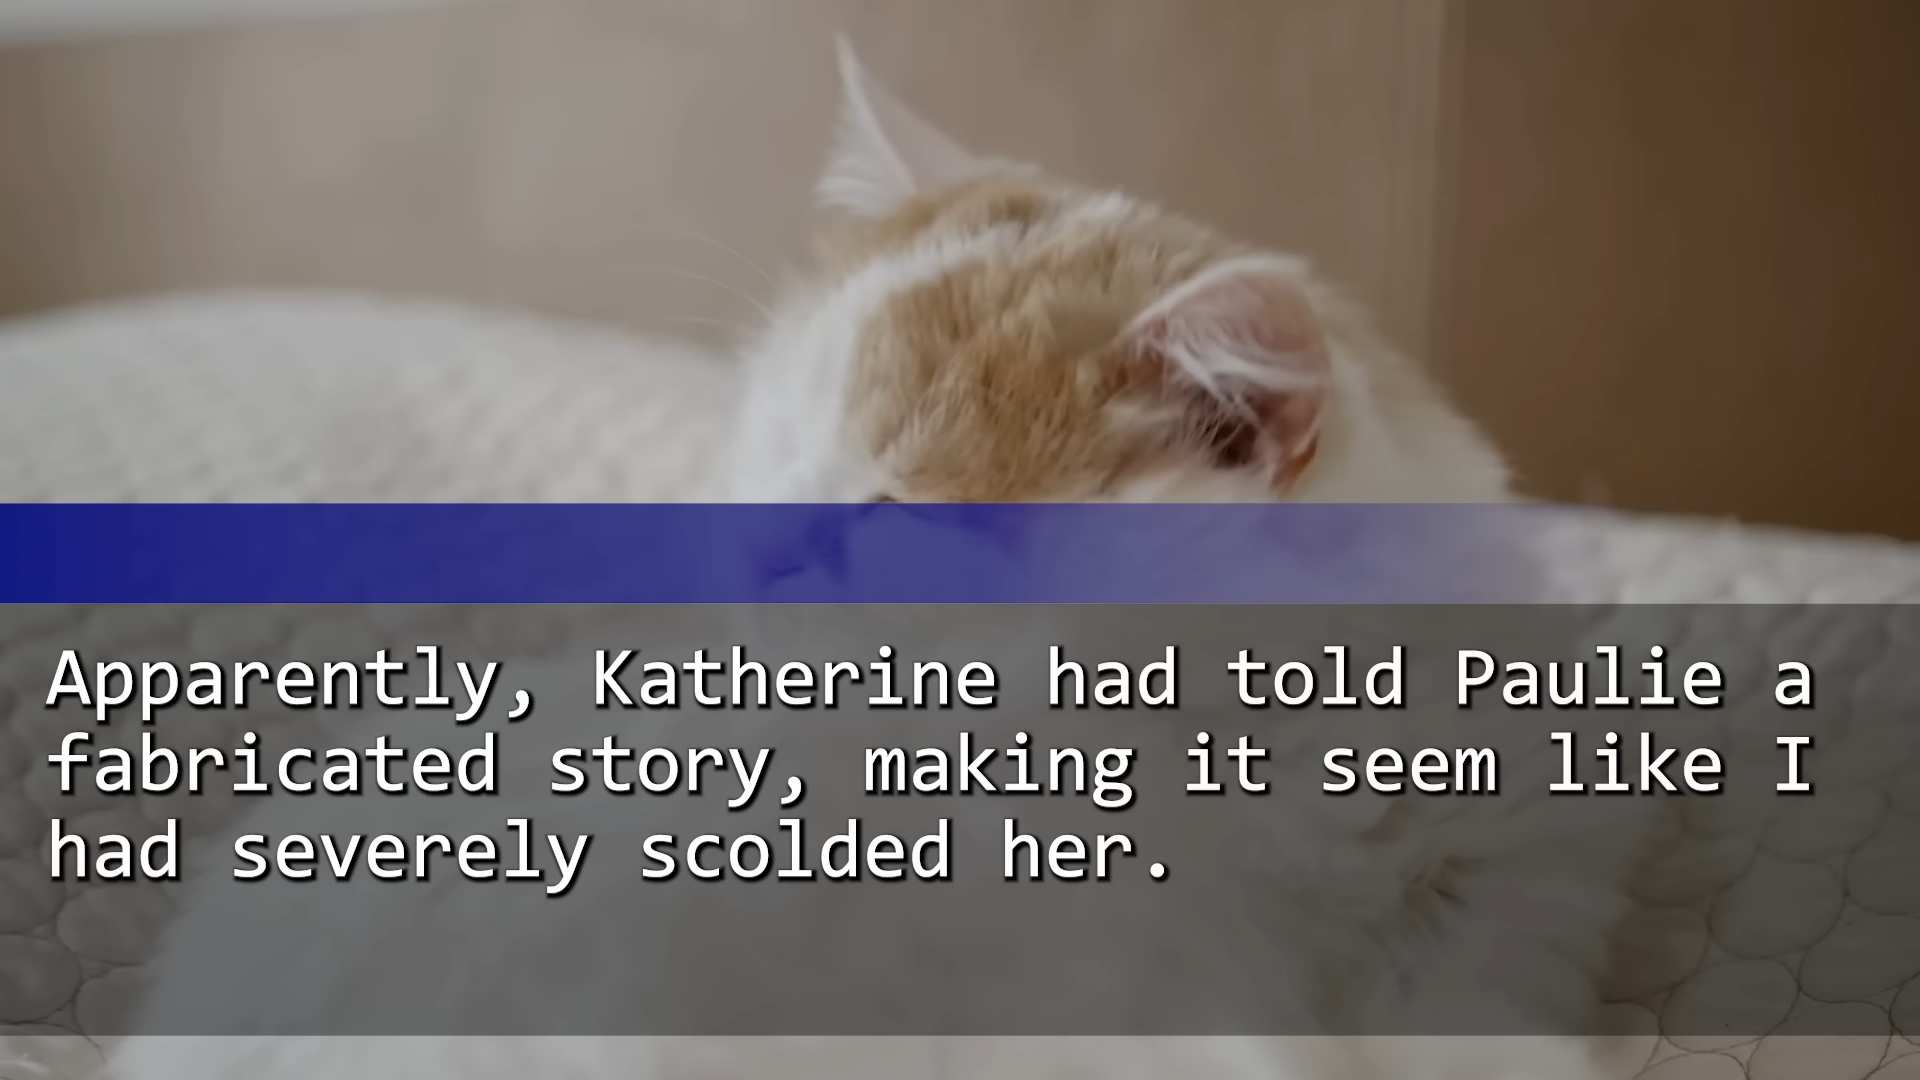 Apparently, Katherine had told Paulie a
fabricated story, making it seem like I
had severely scolded her.